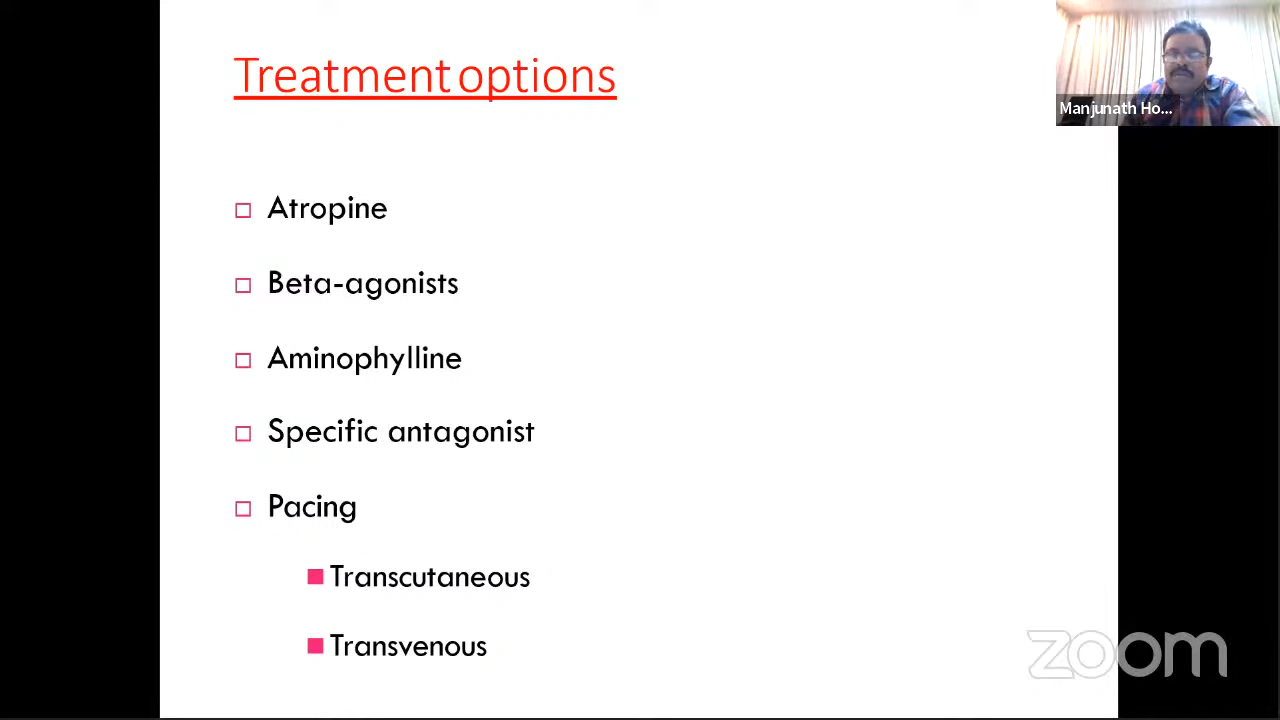 Treatment options
Manjunath Ho...
Atropine
Beta-agonists
Aminophylline
Specific antagonist
Pacing
Transcutaneous
Transvenous
zoom